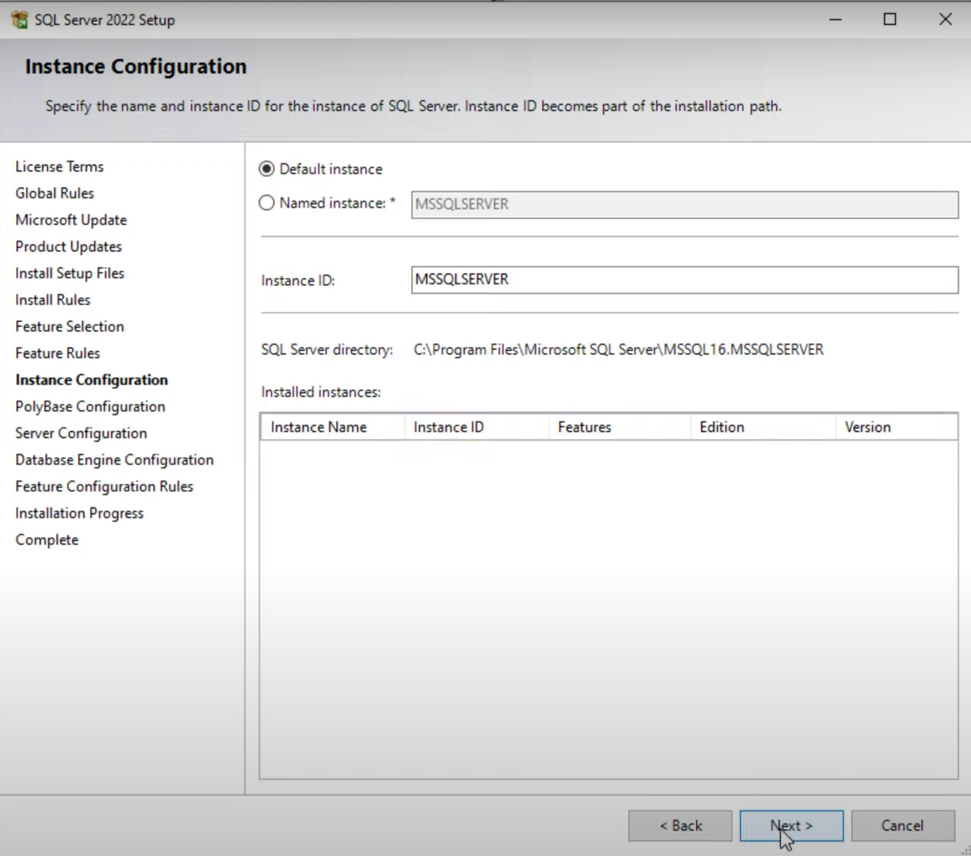 SQL Server 2022 Setup
Instance Configuration
Specify the name and instance ID for the instance of SQL Server. Instance ID becomes part of the installation path.
License Terms
Global Rules
Microsoft Update
Product Updates
Install Setup Files
Install Rules
Feature Selection
Feature Rules
Instance Configuration
PolyBase Configuration
Server Configuration
Database Engine Configuration
Feature Configuration Rules
Installation Progress
Complete
Default instance
Named instance: * MSSQLSERVER
Instance ID: MSSQLSERVER
SQL Server directory: C:\Program Files\Microsoft SQL Server\MSSQL16.MSSQLSERVER
Installed instances:
Instance Name Instance ID Features Edition Version
< Back Next > Cancel